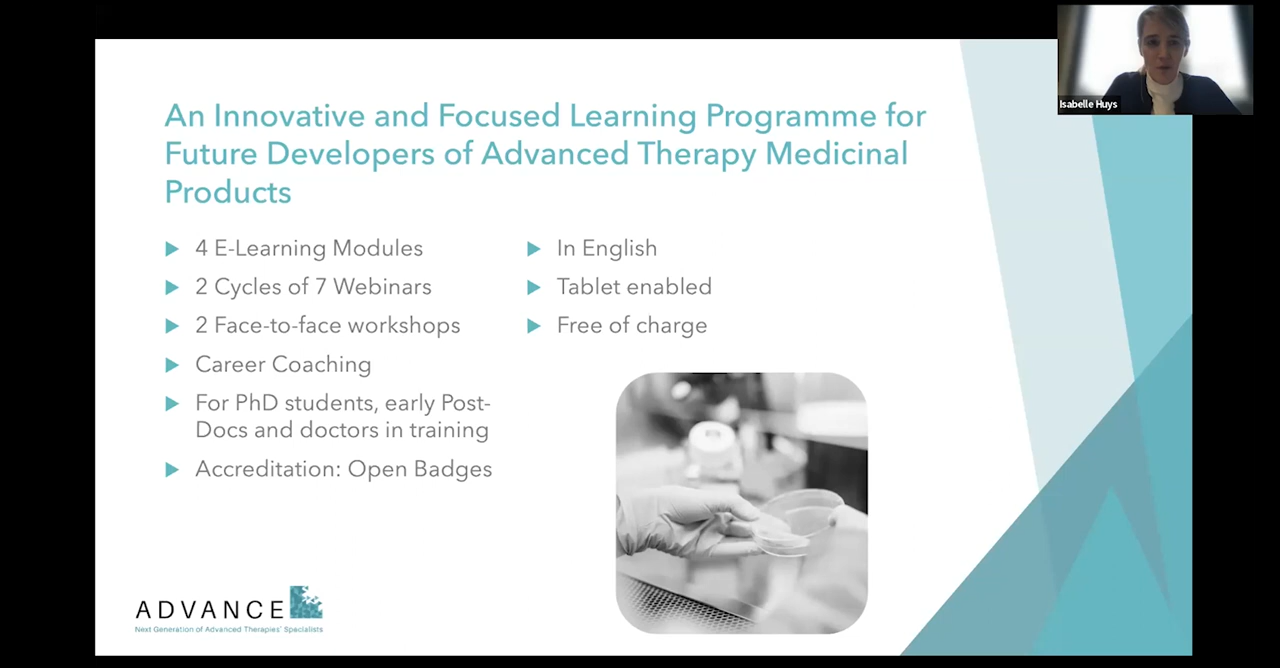 Isabelle Huys
An Innovative and Focused Learning Programme for
Future Developers of Advanced Therapy Medicinal
Products
4 E-Learning Modules
2 Cycles of 7 Webinars
2 Face-to-face workshops
Career Coaching
For PhD students, early Post-
Docs and doctors in training
Accreditation: Open Badges
In English
Tablet enabled
Free of charge
ADVANCE
Next Generation of Advanced Therapies' Specialists